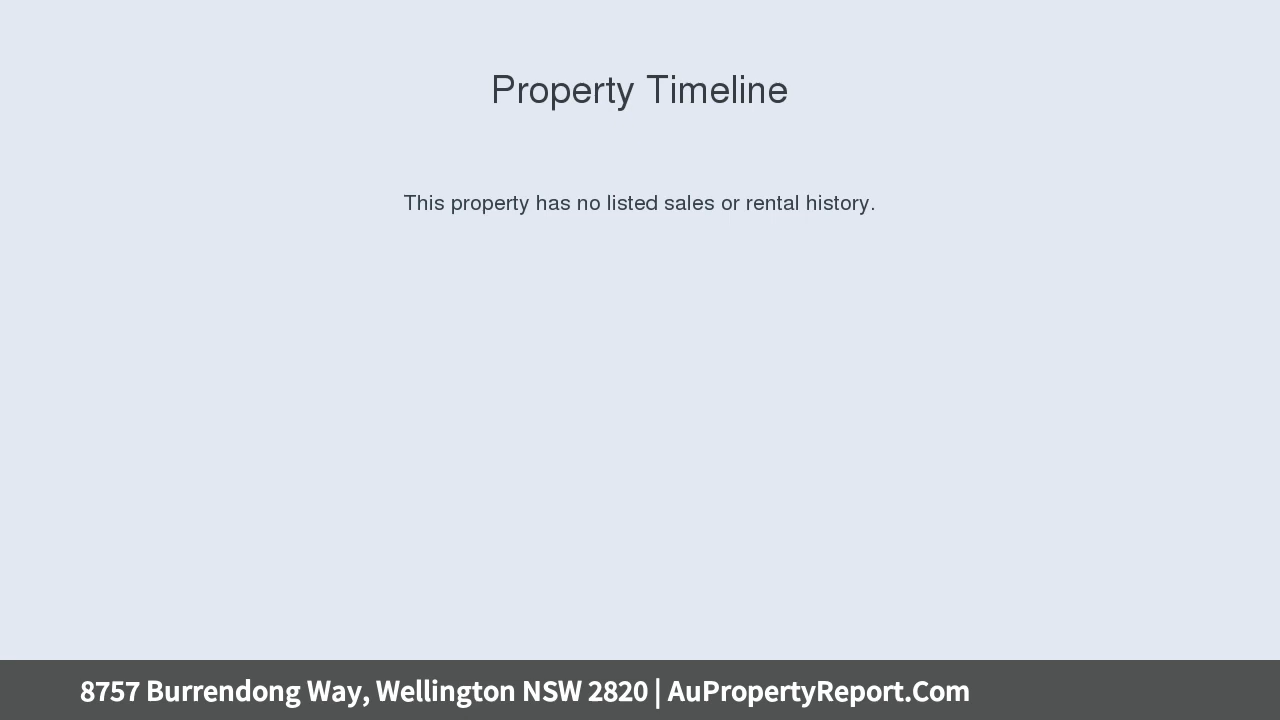 Property Timeline
This property has no listed sales or rental history.
8757 Burrendong Way, Wellington NSW 2820 | AuPropertyReport.Com